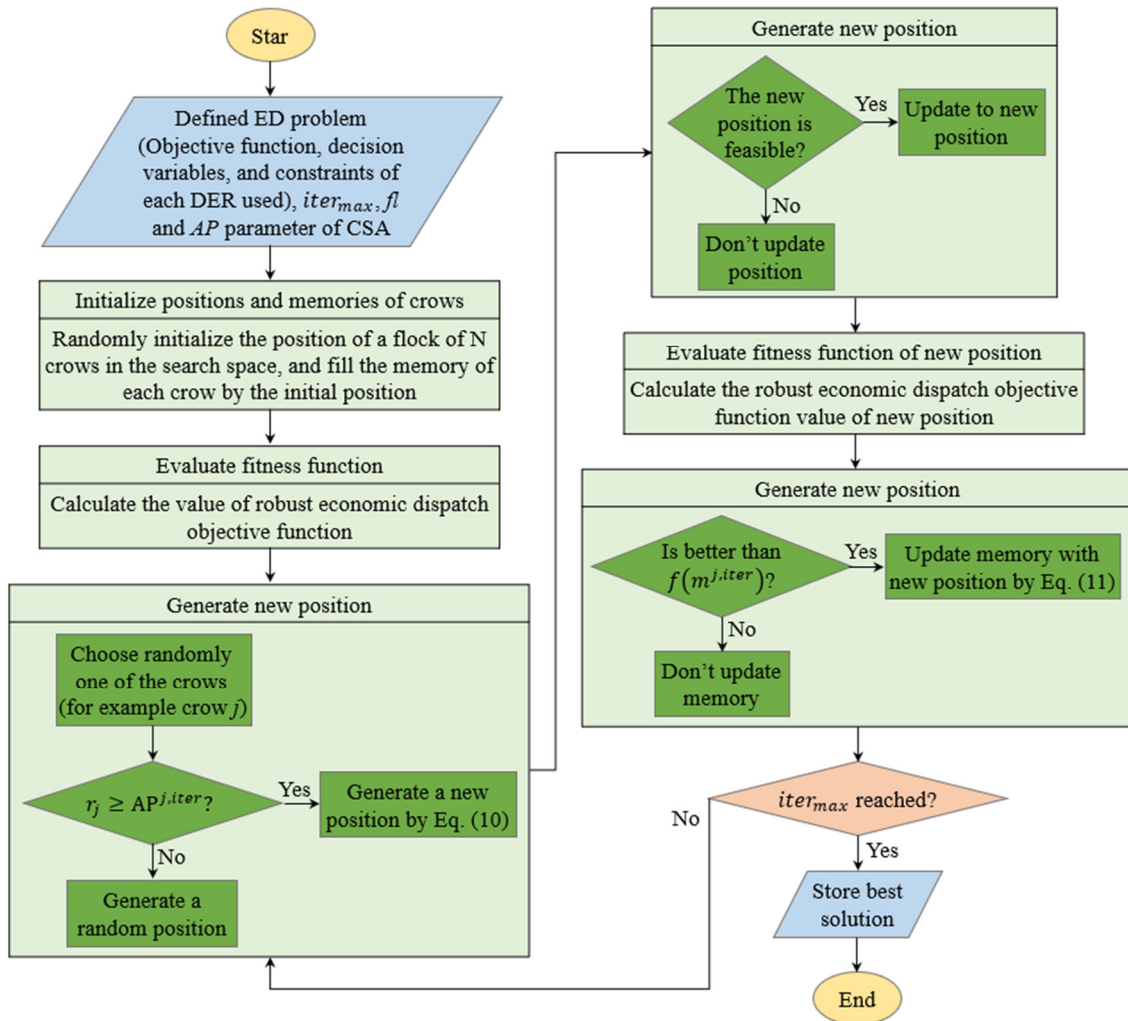 Star
Defined ED problem
(Objective function, decision
variables, and constraints of
each DER used), iter_max, fl
and AP parameter of CSA
Initialize positions and memories of crows
Randomly initialize the position of a flock of N
crows in the search space, and fill the memory of
each crow by the initial position
Evaluate fitness function
Calculate the value of robust economic dispatch
objective function
Generate new position
Choose randomly
one of the crows
(for example crow j)
r_j ≥ AP^{j,iter}?
Yes
Generate a new
position by Eq. (10)
No
Generate a
random position
Generate new position
The new
position is
feasible?
Yes
Update to new
position
No
Don't update
position
Evaluate fitness function of new position
Calculate the robust economic dispatch objective
function value of new position
Generate new position
Is better than
f(m^{j,iter})?
Yes
Update memory with
new position by Eq. (11)
No
Don't update
memory
iter_max reached?
No
Yes
Store best
solution
End